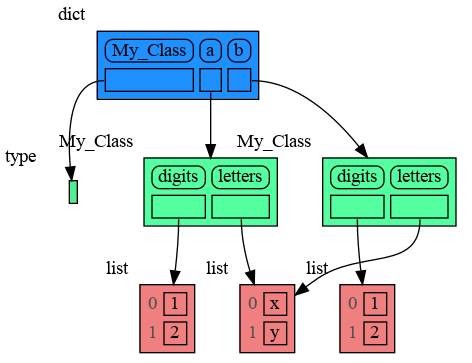 dict
My_Class a b
My_Class My_Class
type
digits letters digits letters
list list list
0 1 0 x 0 1
1 2 1 y 1 2